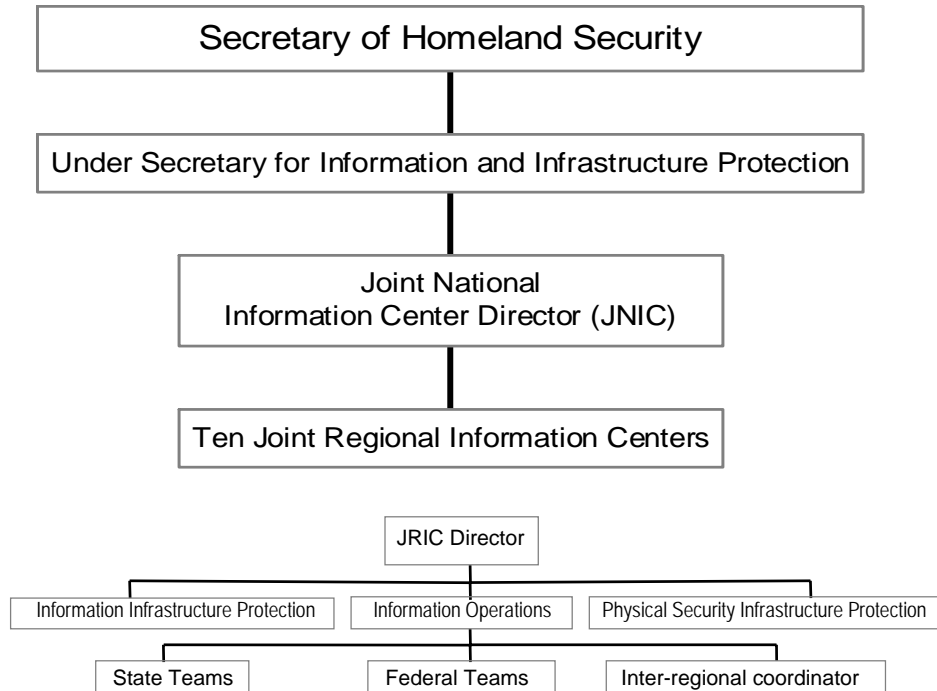 Secretary of Homeland Security
Under Secretary for Information and Infrastructure Protection
Joint National
Information Center Director (JNIC)
Ten Joint Regional Information Centers
JRIC Director
Information Infrastructure Protection
Information Operations
Physical Security Infrastructure Protection
State Teams
Federal Teams
Inter-regional coordinator